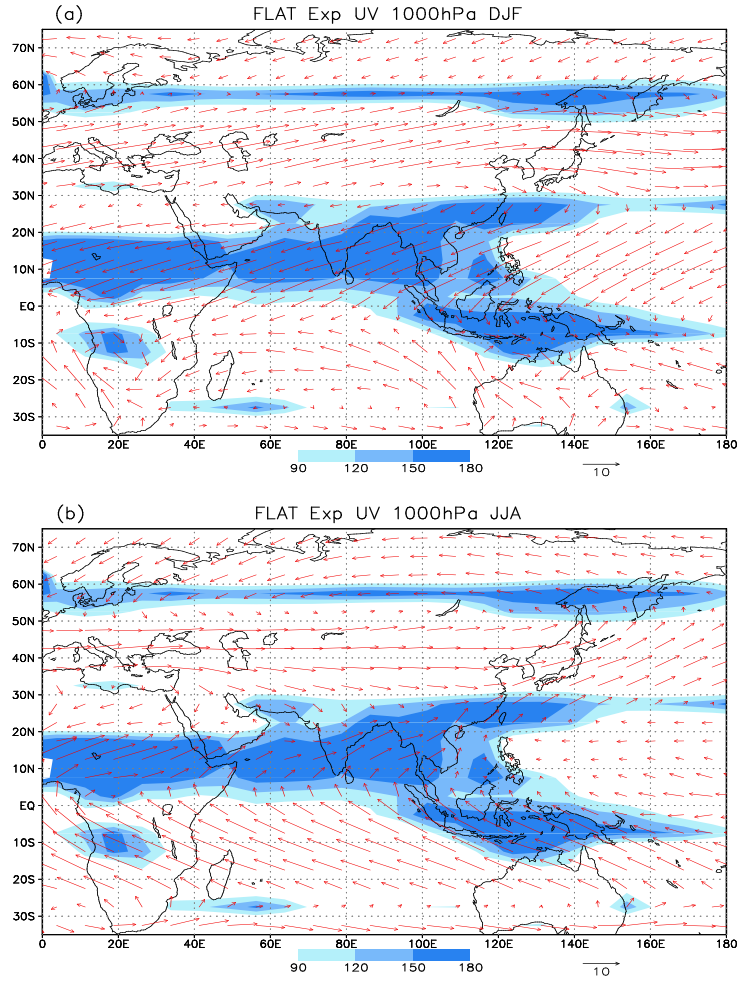 (a) FLAT Exp UV 1000hPa DJF
70N
60N
50N
40N
30N
20N
10N
EQ
10S
20S
30S
0 20E 40E 60E 80E 100E 120E 140E 160E 180
90 120 150 180
10
(b) FLAT Exp UV 1000hPa JJA
70N
60N
50N
40N
30N
20N
10N
EQ
10S
20S
30S
0 20E 40E 60E 80E 100E 120E 140E 160E 180
90 120 150 180
10